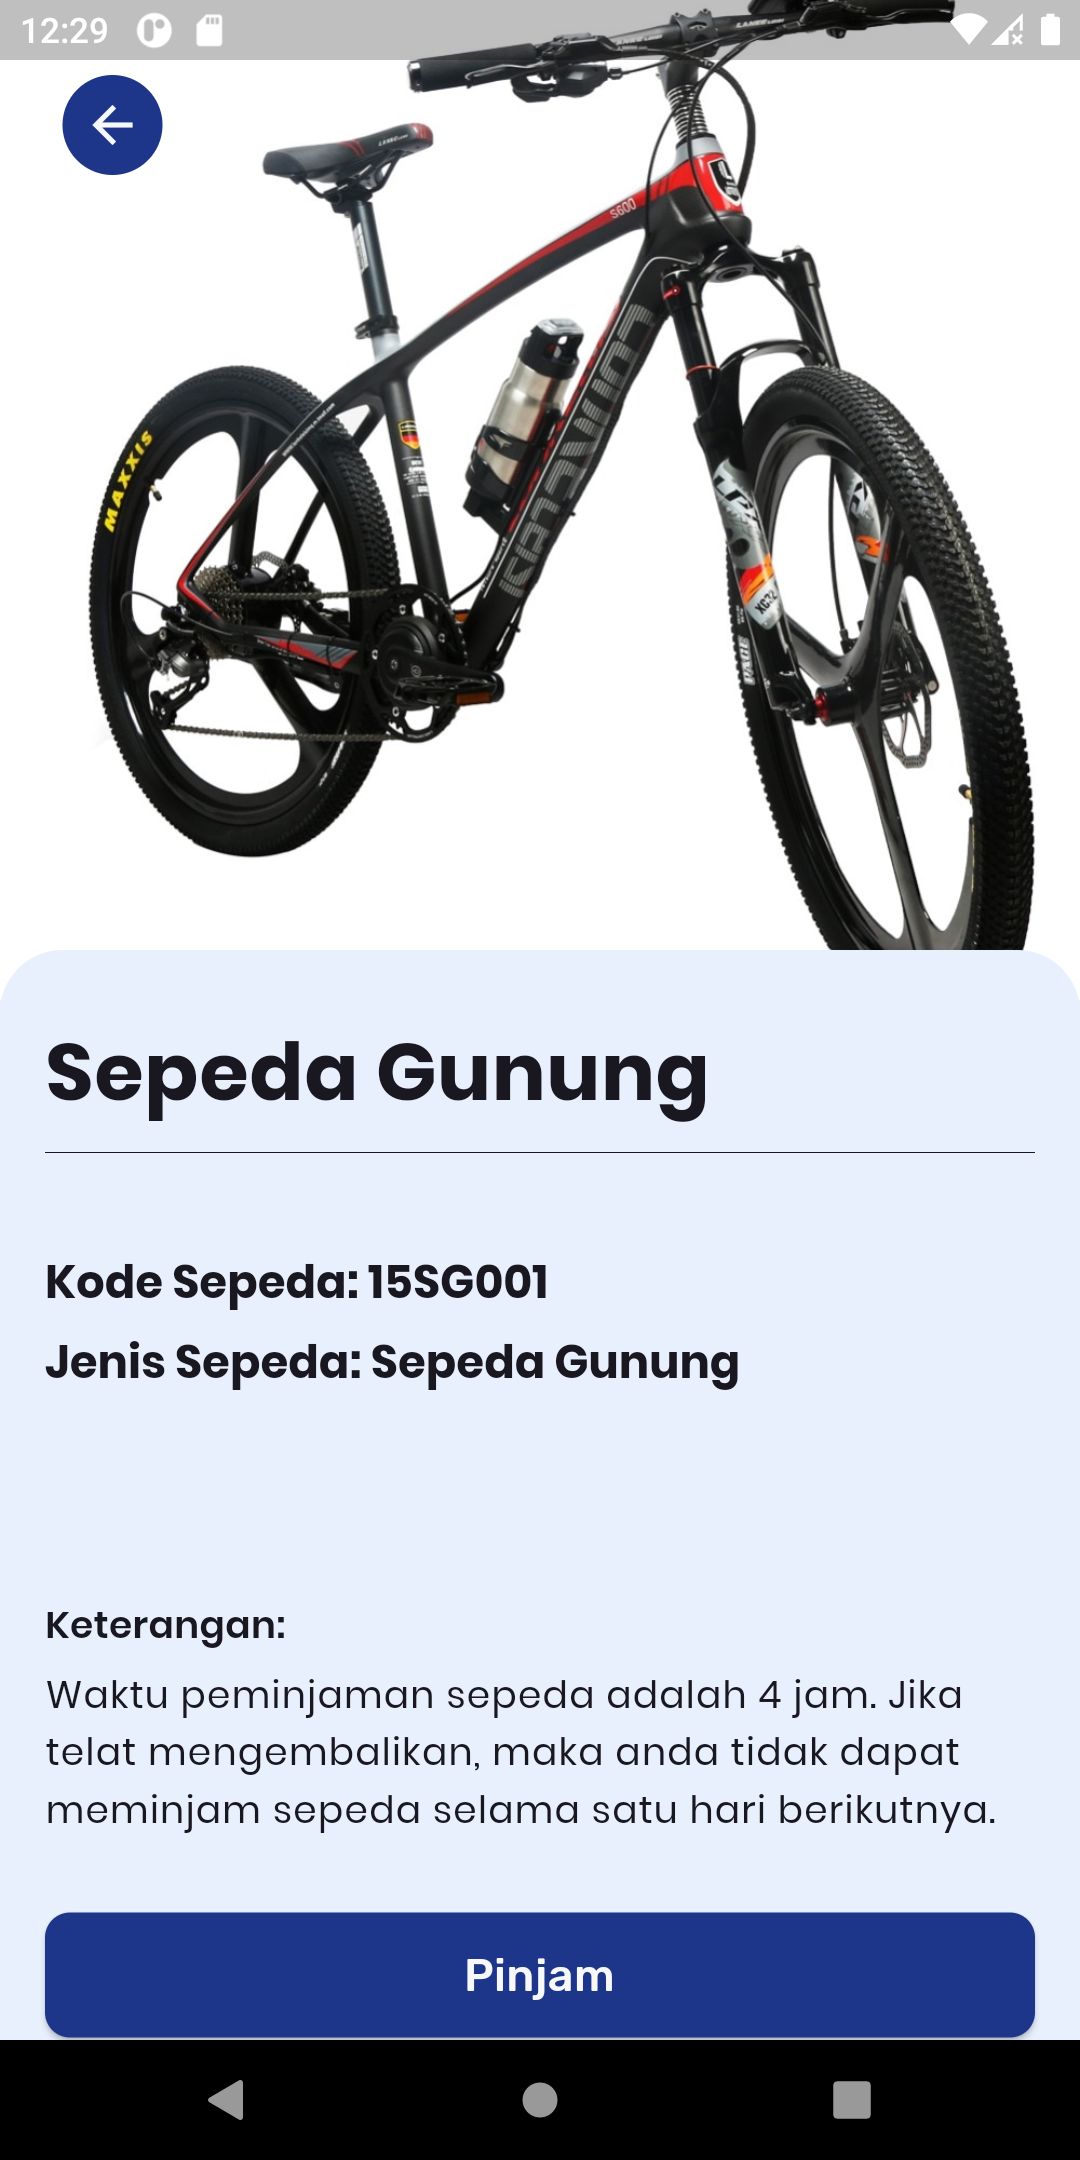 12:29
S600
MAXXIS
XC32
Sepeda Gunung
Kode Sepeda: 15SG001
Jenis Sepeda: Sepeda Gunung
Keterangan:
Waktu peminjaman sepeda adalah 4 jam. Jika
telat mengembalikan, maka anda tidak dapat
meminjam sepeda selama satu hari berikutnya.
Pinjam